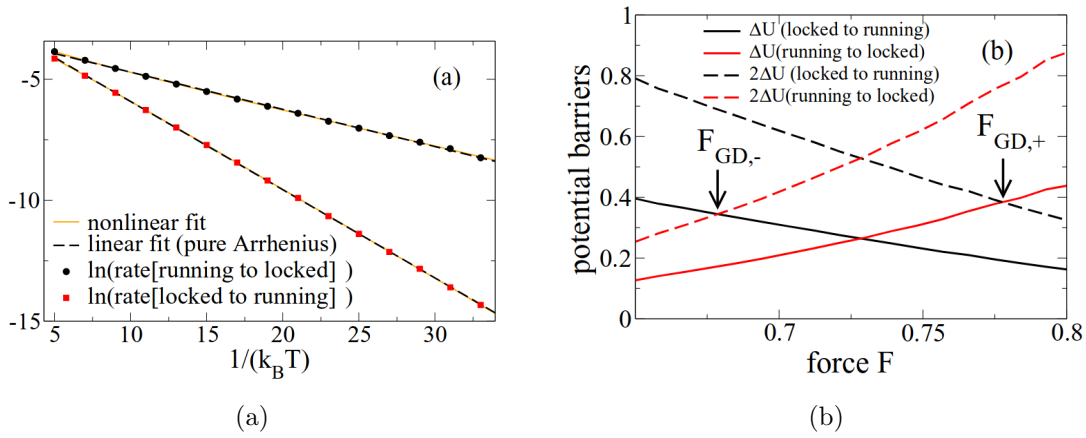 (a)
-5
-10
-15
5
10
15
20
25
30
1/(k_BT)
nonlinear fit
linear fit (pure Arrhenius)
ln(rate[running to locked] )
ln(rate[locked to running] )
(a)
(b)
ΔU (locked to running)
ΔU(running to locked)
2ΔU (locked to running)
2ΔU(running to locked)
F_GD,-
F_GD,+
potential barriers
1
0.8
0.6
0.4
0.2
0
0.7
0.75
0.8
force F
(b)